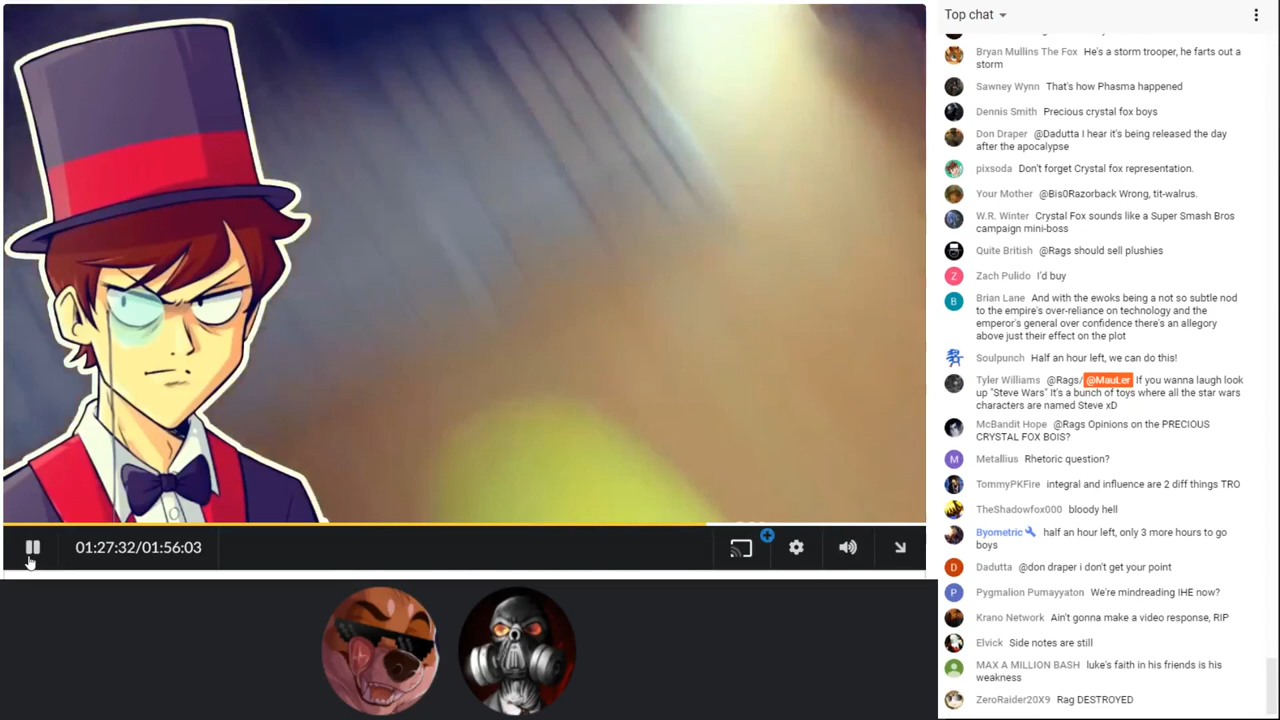 Top chat
Bryan Mullins The Fox He's a storm trooper, he farts out a
storm
Sawney Wynn That's how Phasma happened
Dennis Smith Precious crystal fox boys
Don Draper @Dadutta I hear it's being released the day
after the apocalypse
pixsoda Don't forget Crystal fox representation.
Your Mother @Bis0Razorback Wrong, tit-walrus.
W.R. Winter Crystal Fox sounds like a Super Smash Bros
campaign mini-boss
Quite British @Rags should sell plushies
Z Zach Pulido I'd buy
B Brian Lane And with the ewoks being a not so subtle nod
to the empire's over-reliance on technology and the
emperor's general over confidence there's an allegory
above just their effect on the plot
Soulpunch Half an hour left, we can do this!
Tyler Williams @Rags/ @MauLer If you wanna laugh look
up "Steve Wars" It's a bunch of toys where all the star wars
characters are named Steve xD
McBandit Hope @Rags Opinions on the PRECIOUS
CRYSTAL FOX BOIS?
M Metallius Rhetoric question?
TommyPKFire integral and influence are 2 diff things TRO
TheShadowfox000 bloody hell
Byometric half an hour left, only 3 more hours to go
boys
D Dadutta @don draper i don't get your point
P Pygmalion Pumayyaton We're mindreading IHE now?
Krano Network Ain't gonna make a video response, RIP
Elvick Side notes are still
MAX A MILLION BASH luke's faith in his friends is his
weakness
ZeroRaider20X9 Rag DESTROYED
01:27:32/01:56:03